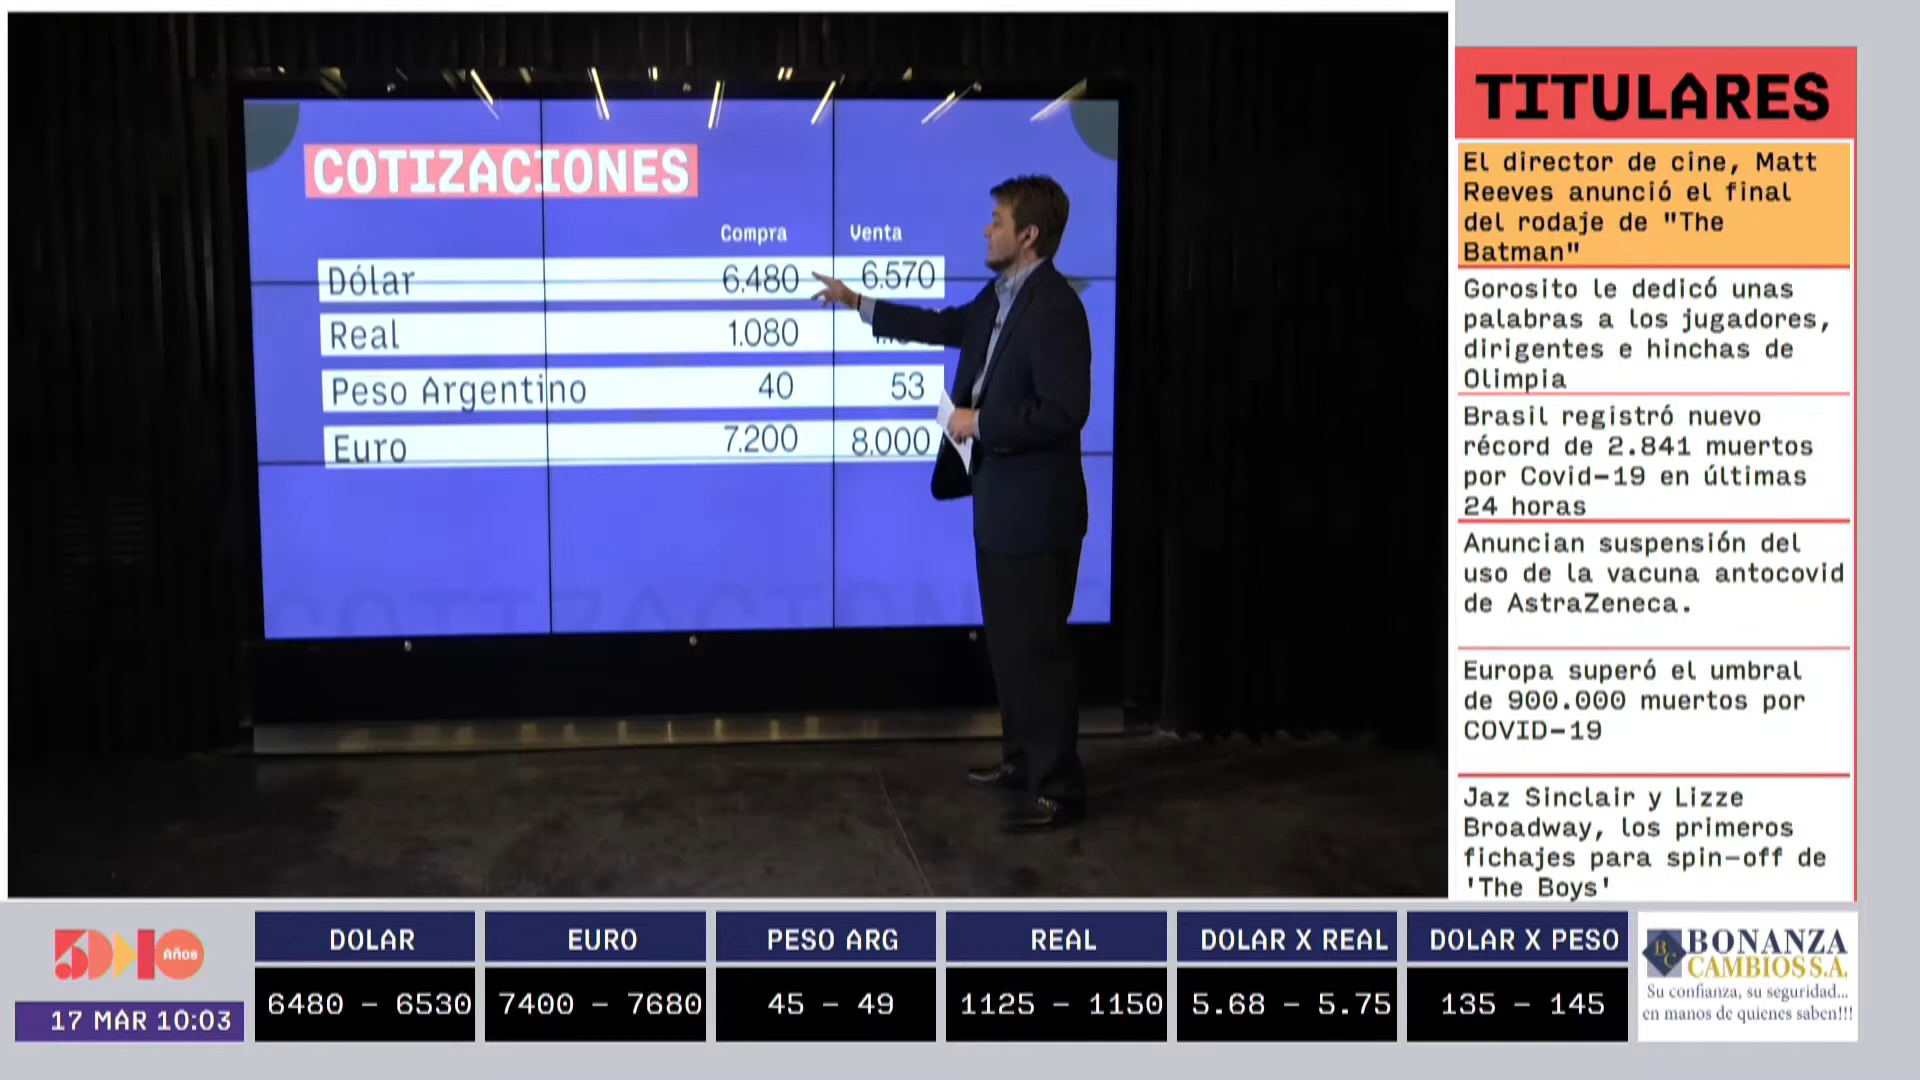 COTIZACIONES
Compra Venta
Dólar 6.480 6.570
Real 1.080
Peso Argentino 40 53
Euro 7.200 8.000
COTIZACIONES
TITULARES
El director de cine, Matt
Reeves anunció el final
del rodaje de "The
Batman"
Gorosito le dedicó unas
palabras a los jugadores,
dirigentes e hinchas de
Olimpia
Brasil registró nuevo
récord de 2.841 muertos
por Covid-19 en últimas
24 horas
Anuncian suspensión del
uso de la vacuna antocovid
de AstraZeneca.
Europa superó el umbral
de 900.000 muertos por
COVID-19
Jaz Sinclair y Lizze
Broadway, los primeros
fichajes para spin-off de
'The Boys'
Años
17 MAR 10:03
DOLAR EURO PESO ARG REAL DOLAR X REAL DOLAR X PESO
6480 - 6530 7400 - 7680 45 - 49 1125 - 1150 5.68 - 5.75 135 - 145
BC BONANZA
CAMBIOS S.A.
Su confianza, su seguridad...
en manos de quienes saben!!!